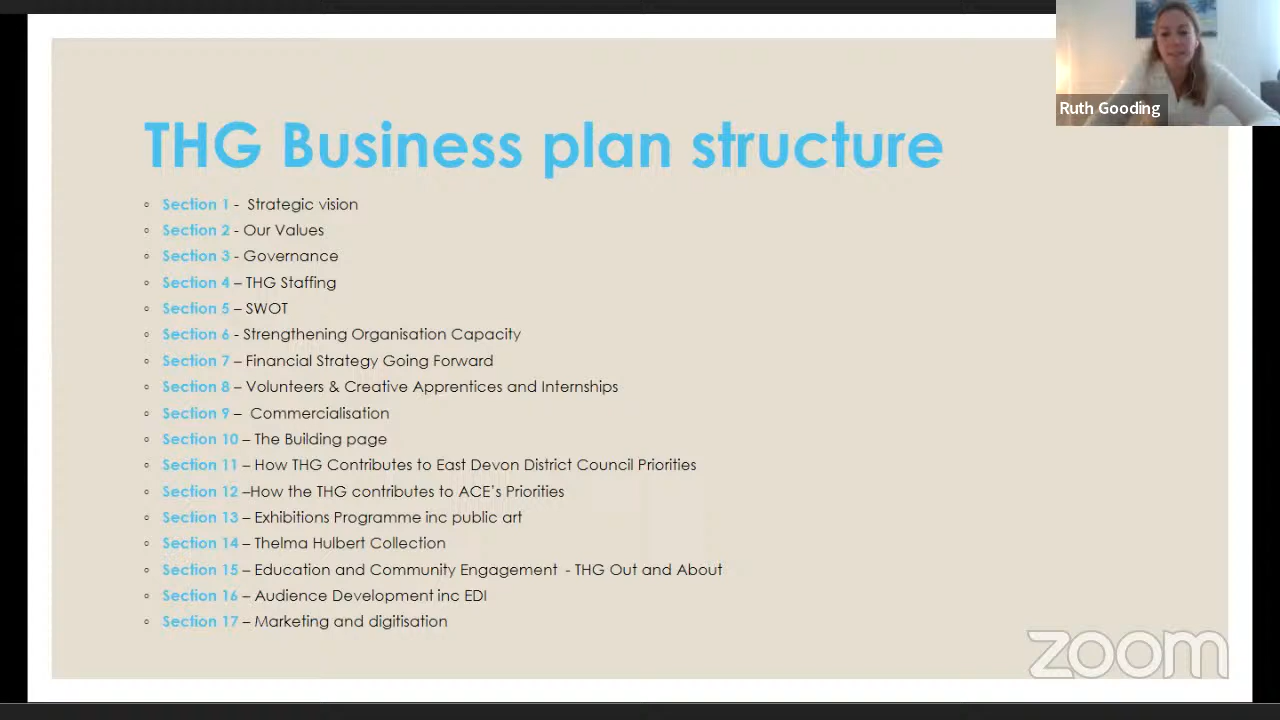 Ruth Gooding
THG Business plan structure
Section 1 - Strategic vision
Section 2 - Our Values
Section 3 - Governance
Section 4 – THG Staffing
Section 5 – SWOT
Section 6 - Strengthening Organisation Capacity
Section 7 – Financial Strategy Going Forward
Section 8 – Volunteers & Creative Apprentices and Internships
Section 9 – Commercialisation
Section 10 – The Building page
Section 11 – How THG Contributes to East Devon District Council Priorities
Section 12 –How the THG contributes to ACE's Priorities
Section 13 – Exhibitions Programme inc public art
Section 14 – Thelma Hulbert Collection
Section 15 – Education and Community Engagement - THG Out and About
Section 16 – Audience Development inc EDI
Section 17 – Marketing and digitisation
zoom